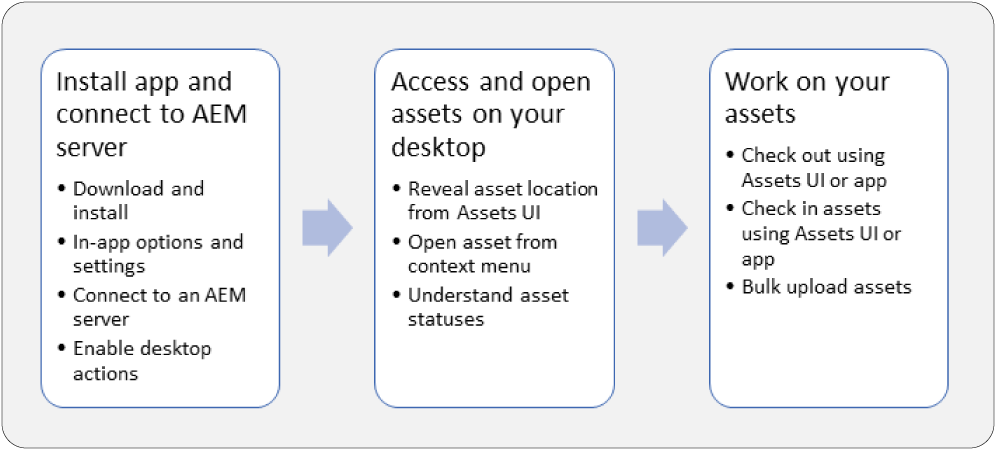 Install app and
connect to AEM
server
• Download and
install
• In-app options and
settings
• Connect to an AEM
server
• Enable desktop
actions
Access and open
assets on your
desktop
• Reveal asset location
from Assets UI
• Open asset from
context menu
• Understand asset
statuses
Work on your
assets
• Check out using
Assets UI or app
• Check in assets
using Assets UI or
app
• Bulk upload assets